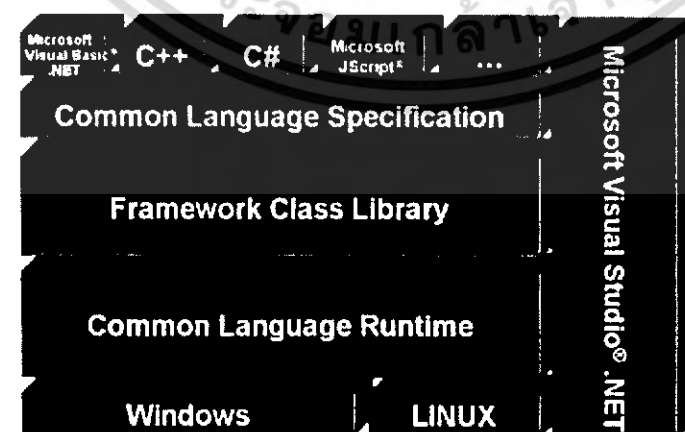 Microsoft
Visual Basic®
.NET
C++
C#
Microsoft
JScript®
...
Common Language Specification
Framework Class Library
Common Language Runtime
Windows
LINUX
Microsoft Visual Studio® .NET